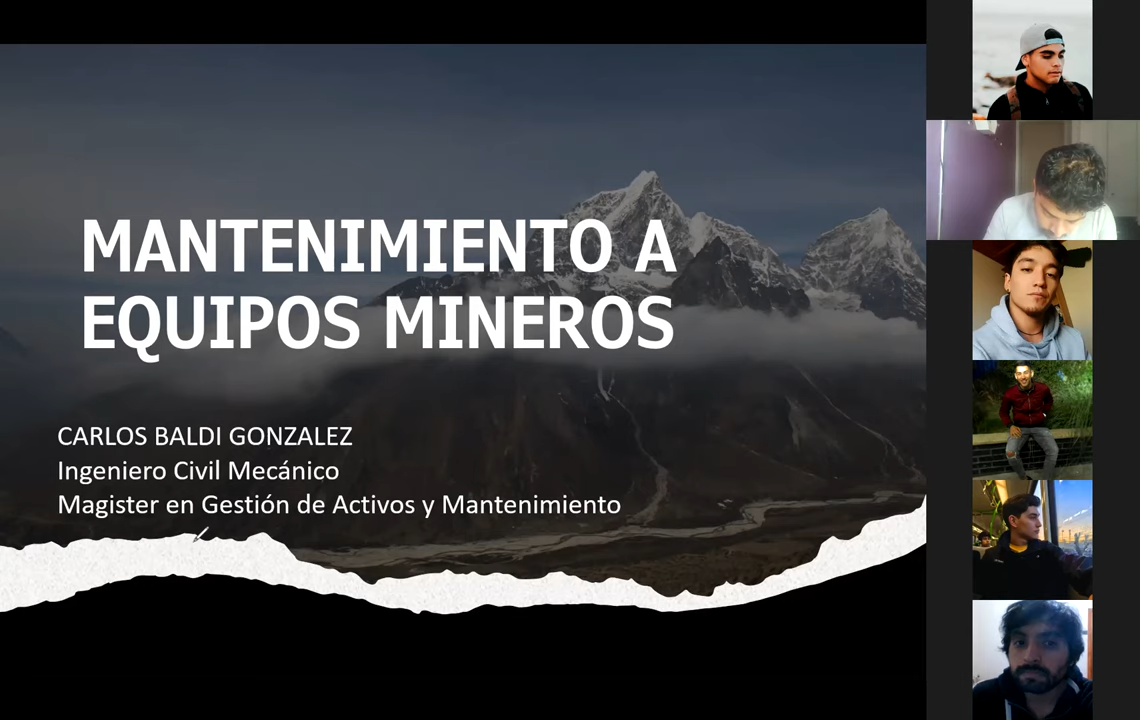 MANTENIMIENTO A
EQUIPOS MINEROS
CARLOS BALDI GONZALEZ
Ingeniero Civil Mecánico
Magister en Gestión de Activos y Mantenimiento